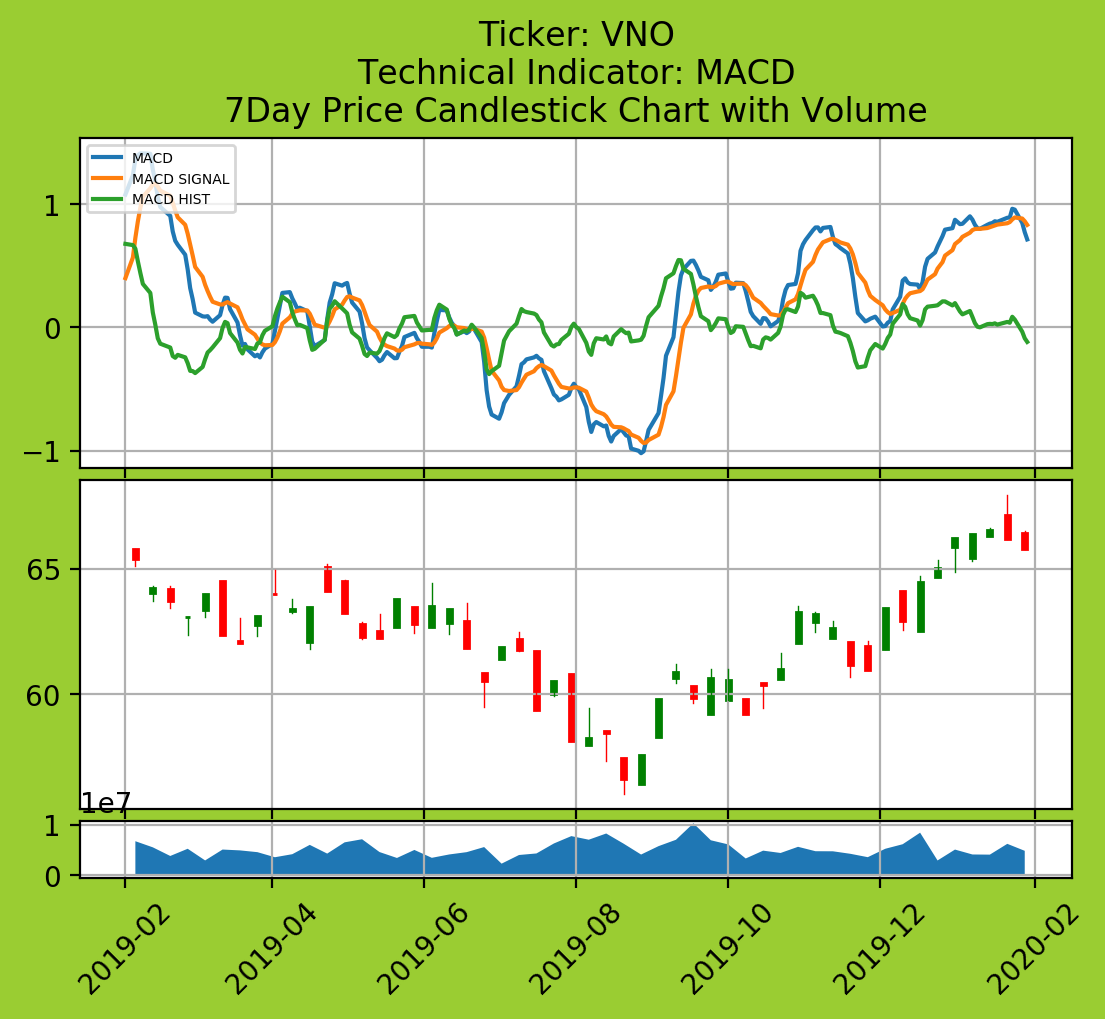 Ticker: VNO
Technical Indicator: MACD
7Day Price Candlestick Chart with Volume
MACD
MACD SIGNAL
MACD HIST
1
0
−1
65
60
1e7
1
0
2019-02
2019-04
2019-06
2019-08
2019-10
2019-12
2020-02